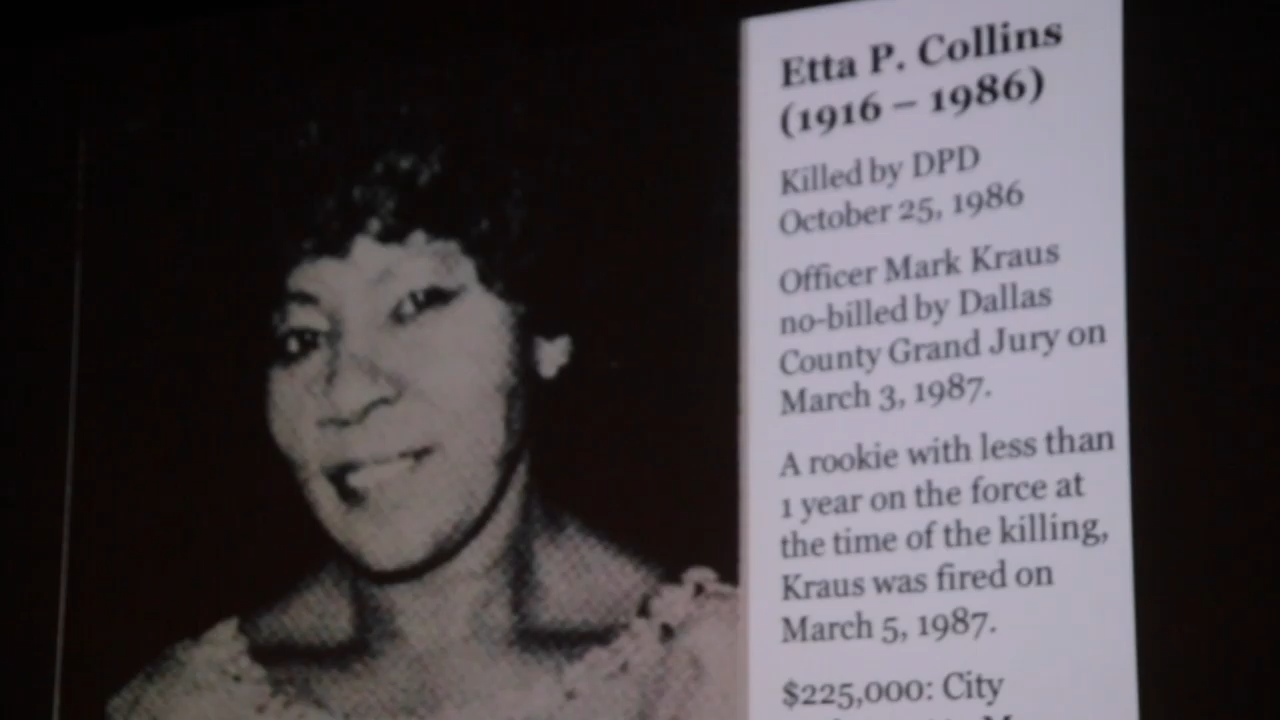 Etta P. Collins
(1916 – 1986)
Killed by DPD
October 25, 1986
Officer Mark Kraus
no-billed by Dallas
County Grand Jury on
March 3, 1987.
A rookie with less than
1 year on the force at
the time of the killing,
Kraus was fired on
March 5, 1987.
$225,000: City